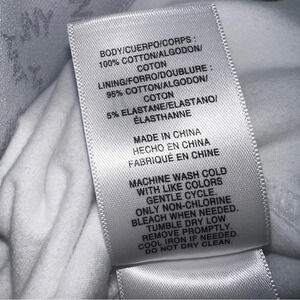 NY
BODY/CUERPO/CORPS :
100% COTTON/ALGODON/
COTON
LINING/FORRO/DOUBLURE :
95% COTTON/ALGODON/
COTON
5% ELASTANE/ELASTANO/
ÉLASTHANNE
MADE IN CHINA
HECHO EN CHINA
FABRIQUÉ EN CHINE
MACHINE WASH COLD
WITH LIKE COLORS
GENTLE CYCLE.
ONLY NON-CHLORINE
BLEACH WHEN NEEDED.
TUMBLE DRY LOW
REMOVE PROMPTLY.
COOL IRON IF NEEDED.
DO NOT DRY CLEAN.